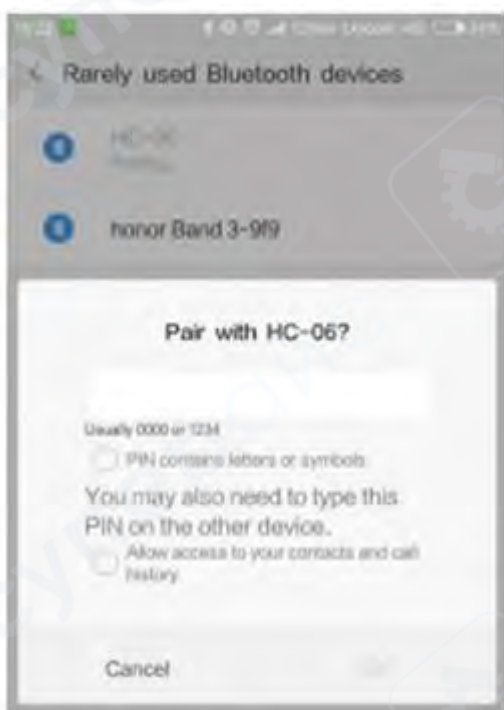 Rarely used Bluetooth devices
HC-06
honor Band 3-9f9
Pair with HC-06?
Usually 0000 or 1234
PIN contains letters or symbols
You may also need to type this
PIN on the other device.
Allow access to your contacts and call
history
Cancel